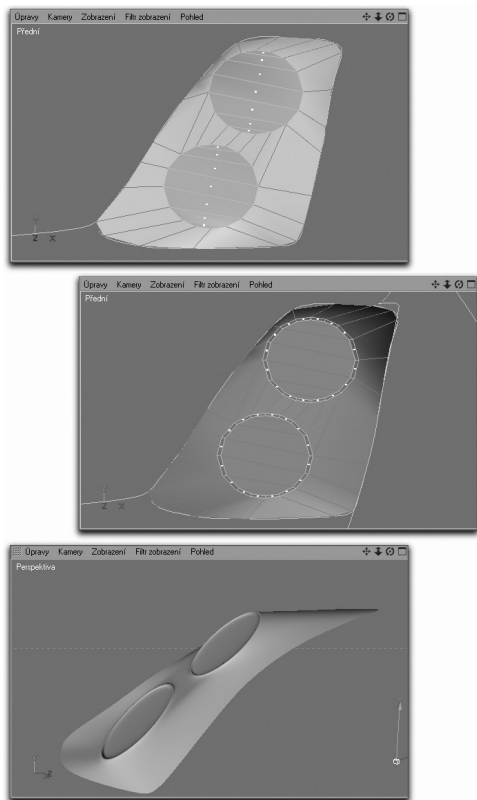 Úpravy Kamery Zobrazení Filtr zobrazení Pohled
Přední
Y
Z X
Úpravy Kamery Zobrazení Filtr zobrazení Pohled
Přední
Y
Z X
Úpravy Kamery Zobrazení Filtr zobrazení Pohled
Perspektiva